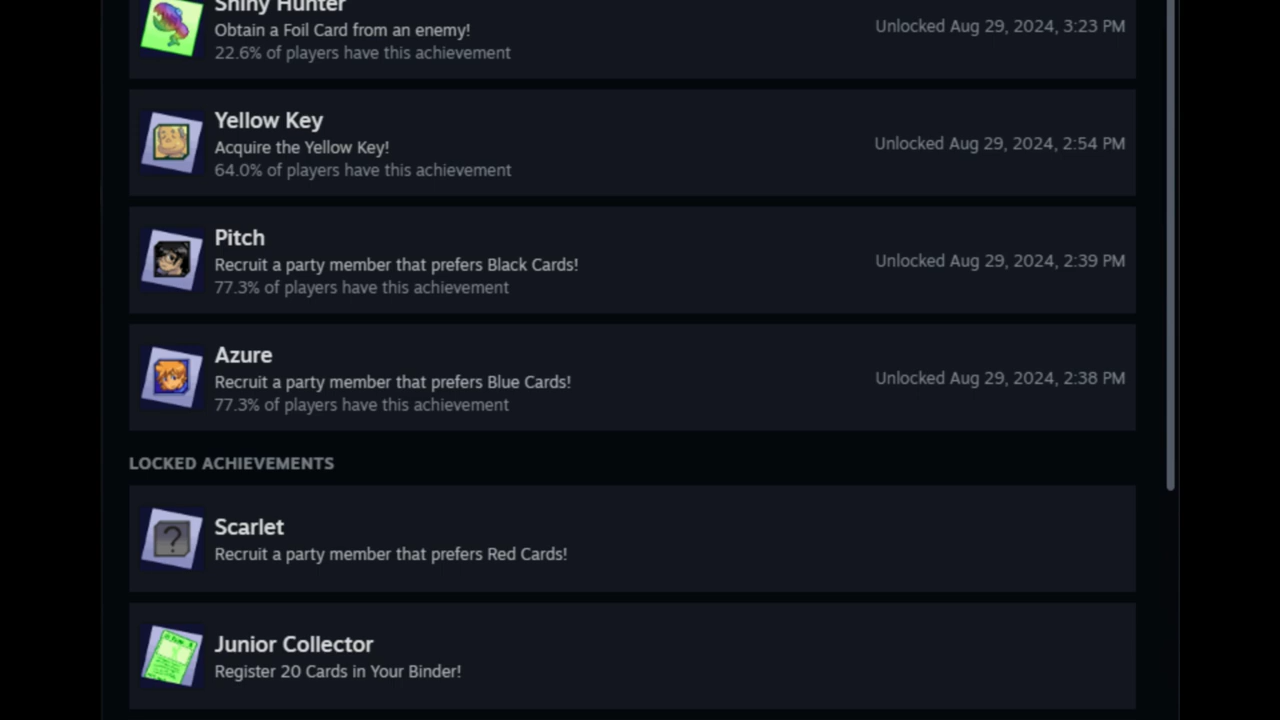 Shiny Hunter
Obtain a Foil Card from an enemy!
Unlocked Aug 29, 2024, 3:23 PM
22.6% of players have this achievement
Yellow Key
Acquire the Yellow Key!
Unlocked Aug 29, 2024, 2:54 PM
64.0% of players have this achievement
Pitch
Recruit a party member that prefers Black Cards!
Unlocked Aug 29, 2024, 2:39 PM
77.3% of players have this achievement
Azure
Recruit a party member that prefers Blue Cards!
Unlocked Aug 29, 2024, 2:38 PM
77.3% of players have this achievement
LOCKED ACHIEVEMENTS
?
Scarlet
Recruit a party member that prefers Red Cards!
Junior Collector
Register 20 Cards in Your Binder!